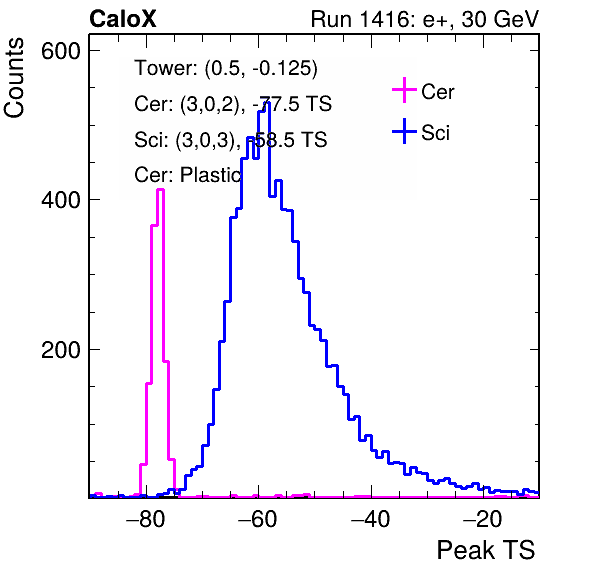 CaloX Run 1416: e+, 30 GeV
Counts
600
400
200
Tower: (0.5, -0.125)
Cer: (3,0,2), -77.5 TS
Sci: (3,0,3), -58.5 TS
Cer: Plastic
Cer
Sci
−80 −60 −40 −20
Peak TS